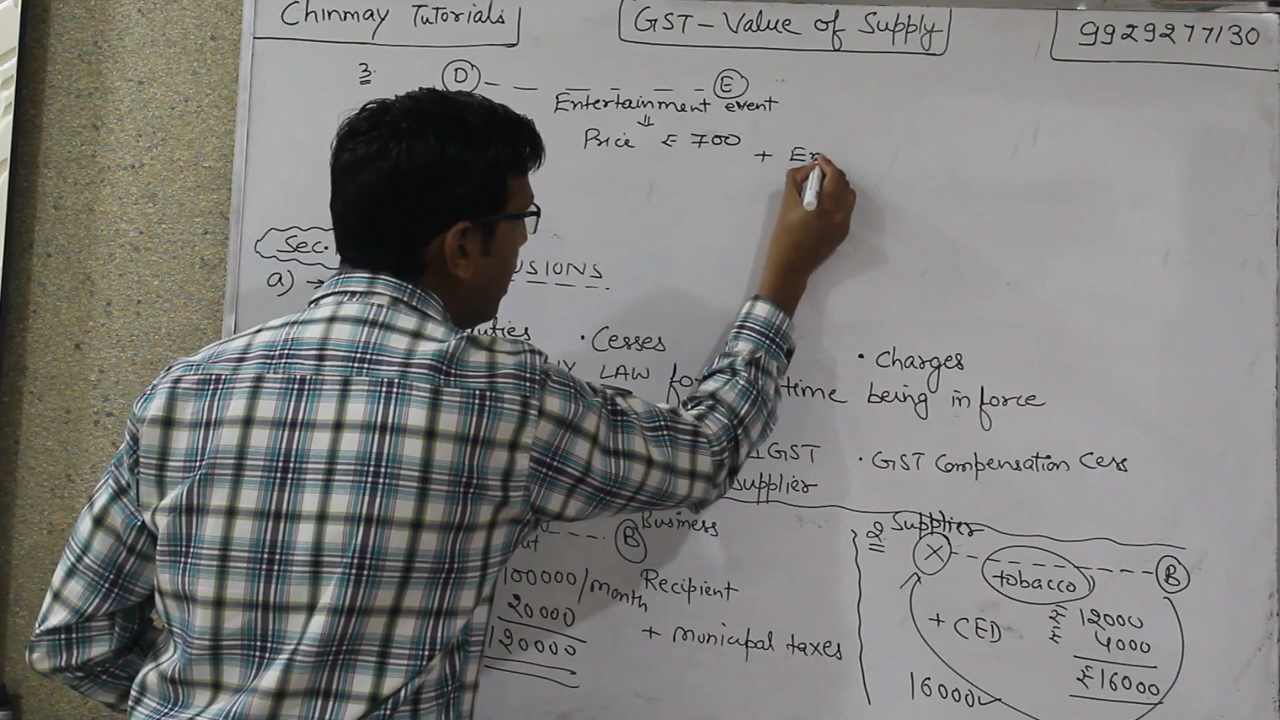 Chinmay Tutorials
GST-Value of Supply
9929277130
3.
D
E
Entertainment event
Price ₹ 700
+
Sec.
a) →
USIONS
• Cesses
• Charges
LAW
time being in force
IGST
• GST Compensation Cess
Supplier
B Business
100000/month
Recipient
20000
120000
+ municipal taxes
2 Supplier
X
tobacco
B
+ CED
₹ 12000
₹ 4000
₹16000
16000